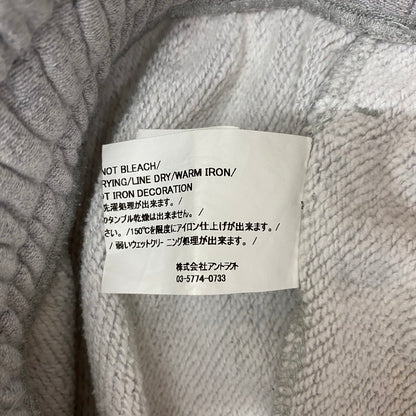 NOT BLEACH/
RYING/LINE DRY/WARM IRON/
T IRON DECORATION
洗濯処理が出来ます。/
タンブル乾燥は出来ません。/
さい。/150℃を限度にアイロン仕上げが出来ます。/
/ 弱いウェットクリーニング処理が出来ます。/
株式会社アントラクト
03-5774-0733